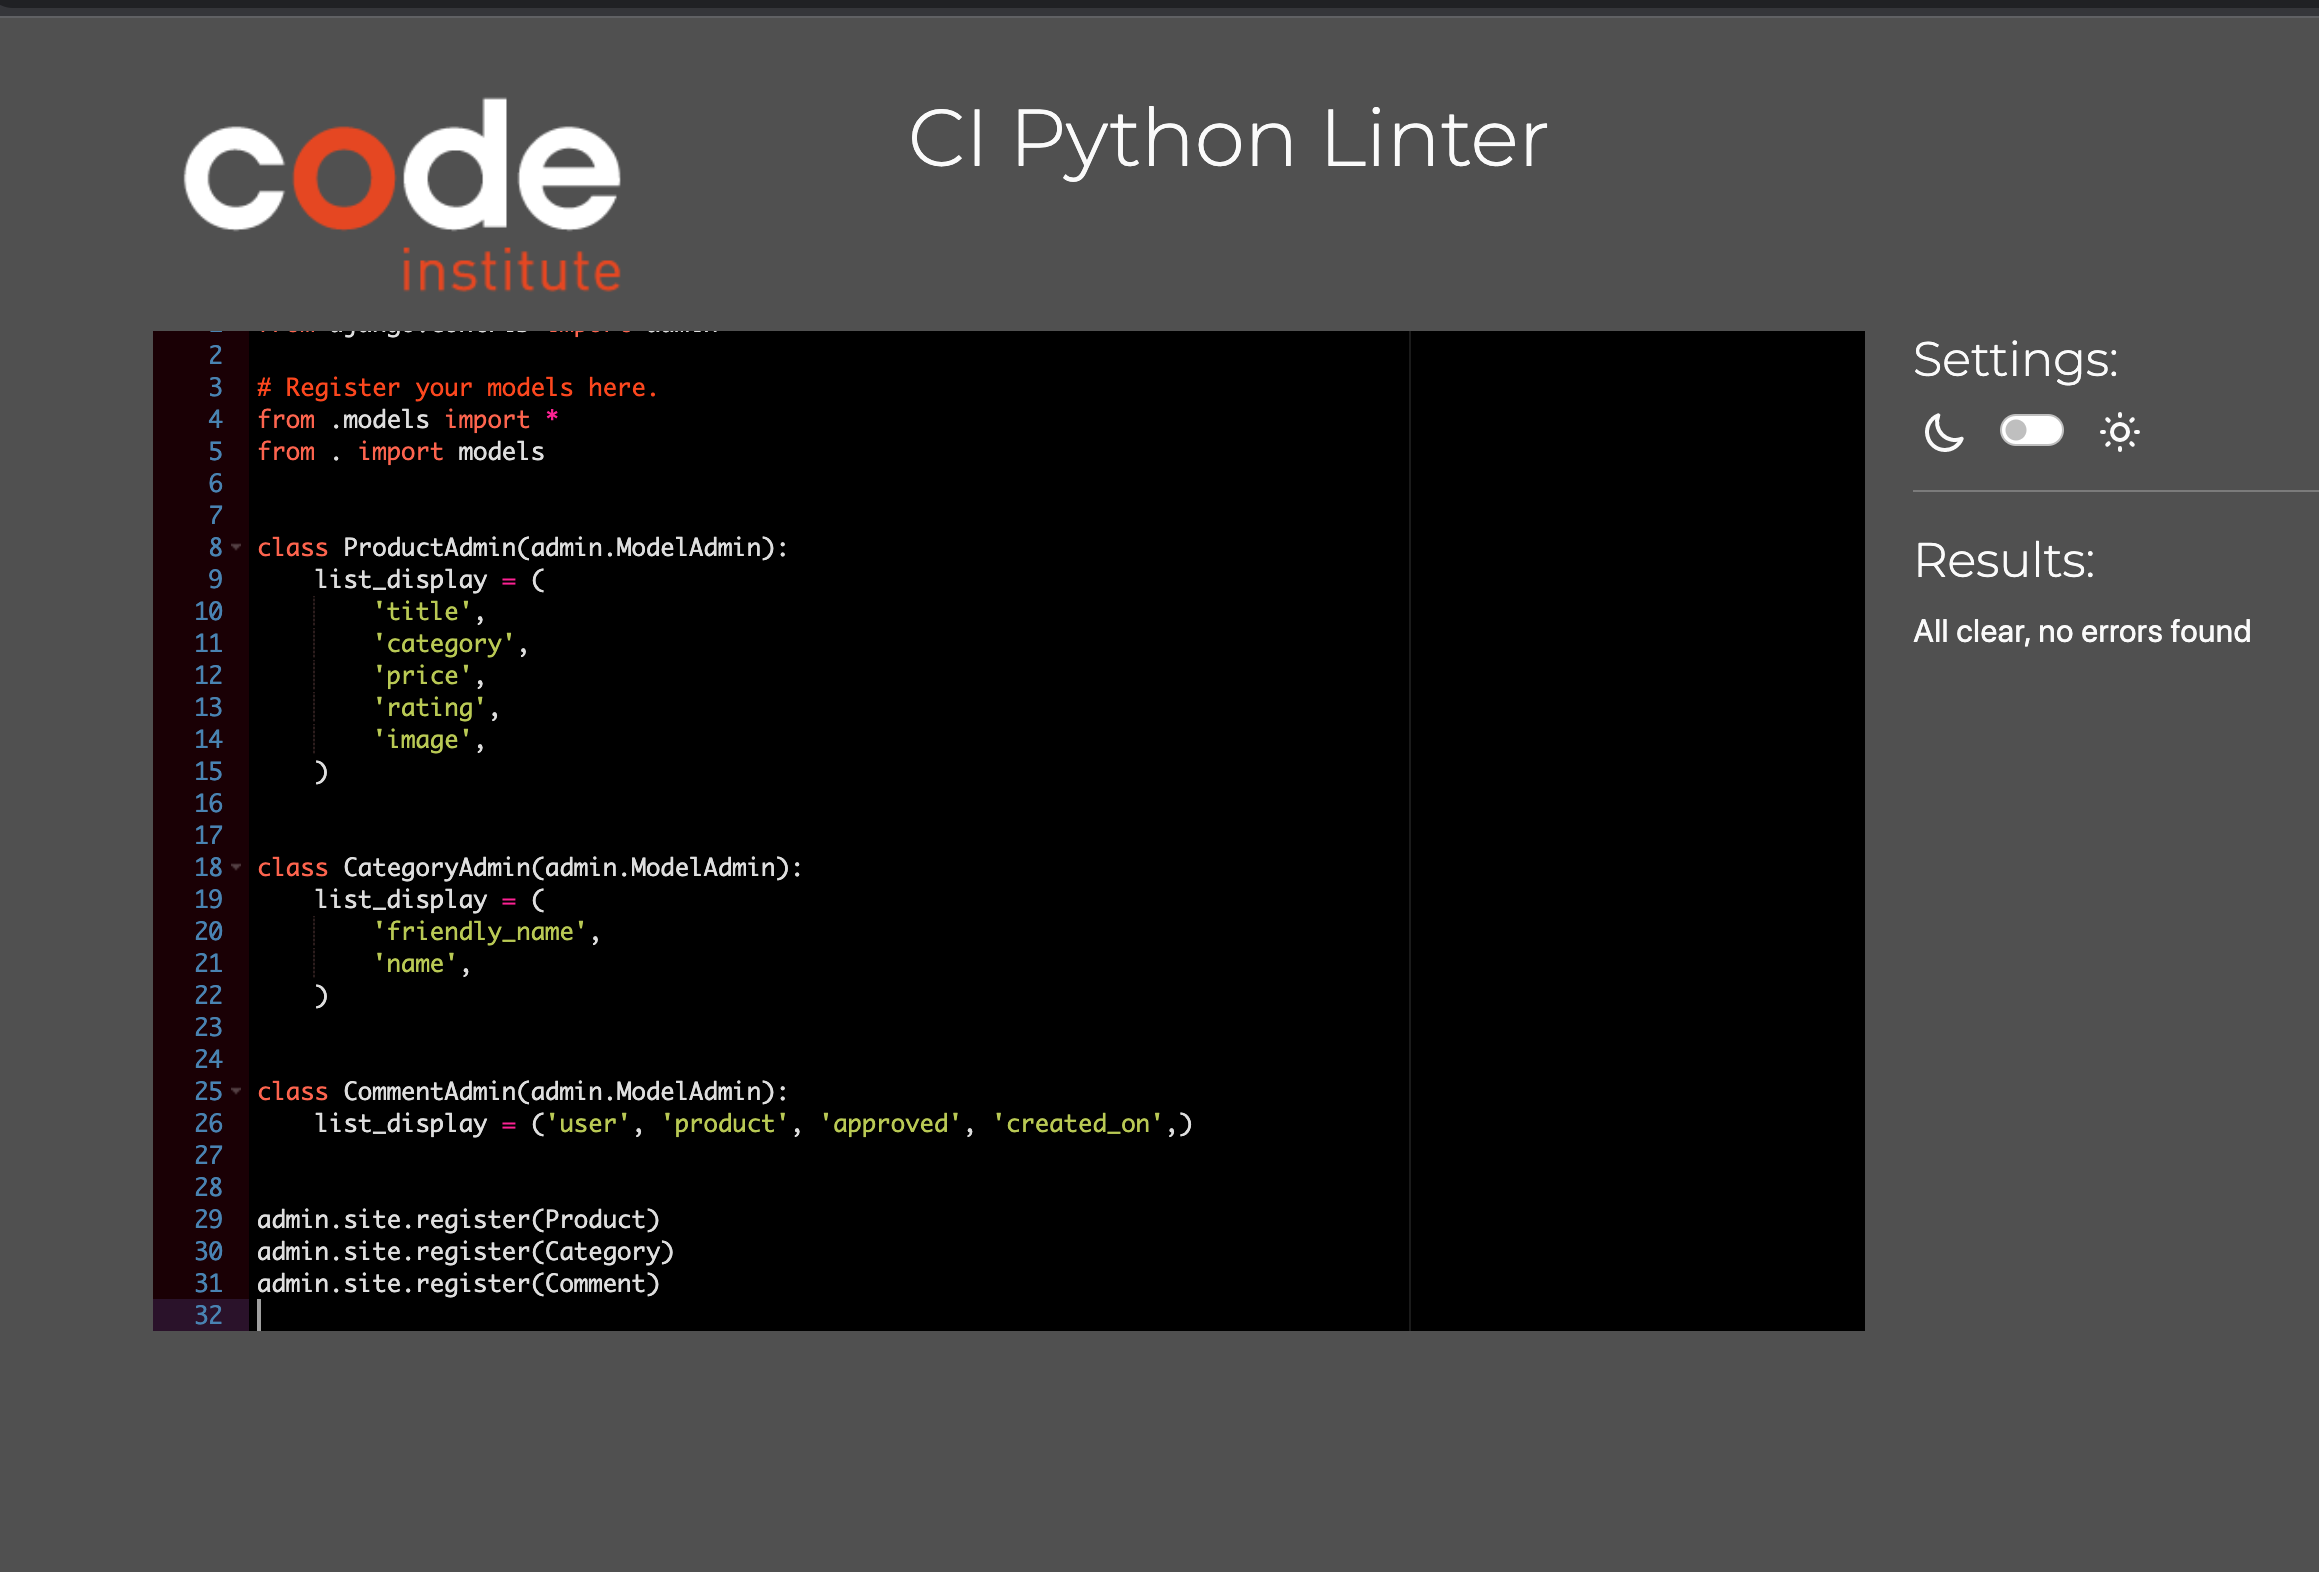 code
institute
CI Python Linter
2
3 # Register your models here.
4 from .models import *
5 from . import models
6
7
8 class ProductAdmin(admin.ModelAdmin):
9     list_display = (
10         'title',
11         'category',
12         'price',
13         'rating',
14         'image',
15     )
16
17
18 class CategoryAdmin(admin.ModelAdmin):
19     list_display = (
20         'friendly_name',
21         'name',
22     )
23
24
25 class CommentAdmin(admin.ModelAdmin):
26     list_display = ('user', 'product', 'approved', 'created_on',)
27
28
29 admin.site.register(Product)
30 admin.site.register(Category)
31 admin.site.register(Comment)
32
Settings:
Results:
All clear, no errors found